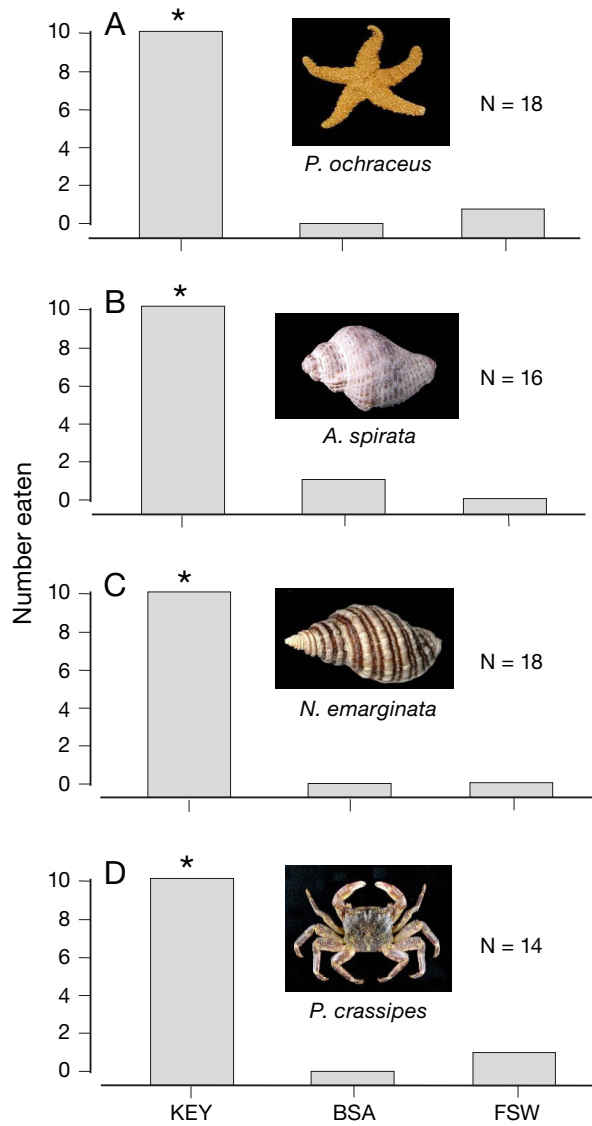 Number eaten
A
*
10
8
6
4
2
0
N = 18
P. ochraceus
B
*
10
8
6
4
2
0
N = 16
A. spirata
C
*
10
8
6
4
2
0
N = 18
N. emarginata
D
*
10
8
6
4
2
0
N = 14
P. crassipes
KEY BSA FSW